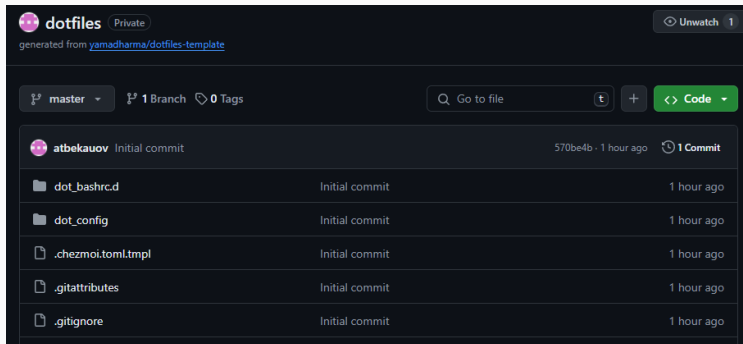 dotfiles Private Unwatch 1
generated from yamadharma/dotfiles-template
master 1 Branch 0 Tags Go to file t + <> Code
atbekauov Initial commit 570be4b · 1 hour ago 1 Commit
dot_bashrc.d Initial commit 1 hour ago
dot_config Initial commit 1 hour ago
.chezmoi.toml.tmpl Initial commit 1 hour ago
.gitattributes Initial commit 1 hour ago
.gitignore Initial commit 1 hour ago